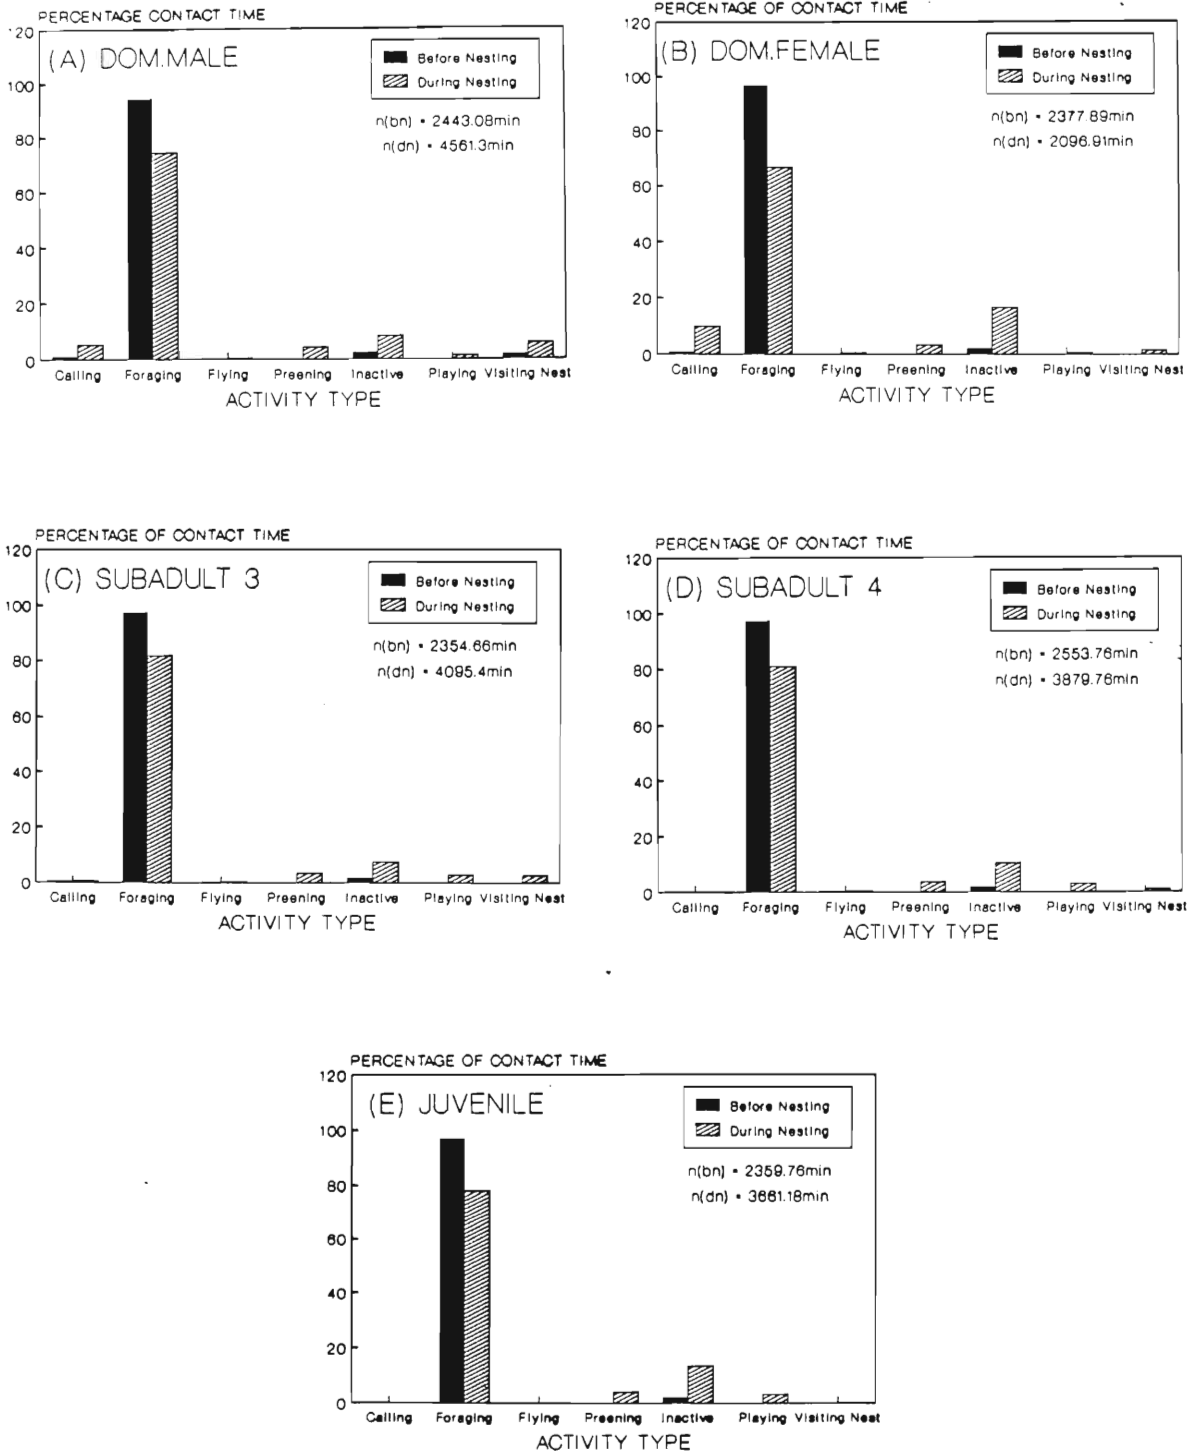 PERCENTAGE CONTACT TIME
120
(A) DOM.MALE
Before Nesting
During Nesting
n(bn) • 2443.08min
n(dn) • 4561.3min
100
80
60
40
20
0
Calling Foraging Flying Preening Inactive Playing Visiting Nest
ACTIVITY TYPE
PERCENTAGE OF CONTACT TIME
120
(B) DOM.FEMALE
Before Nesting
During Nesting
n(bn) • 2377.89min
n(dn) • 2096.91min
100
80
60
40
20
0
Calling Foraging Flying Preening Inactive Playing Visiting Nest
ACTIVITY TYPE
PERCENTAGE OF CONTACT TIME
120
(C) SUBADULT 3
Before Nesting
During Nesting
n(bn) • 2354.66min
n(dn) • 4095.4min
100
80
60
40
20
0
Calling Foraging Flying Preening Inactive Playing Visiting Nest
ACTIVITY TYPE
PERCENTAGE OF CONTACT TIME
120
(D) SUBADULT 4
Before Nesting
During Nesting
n(bn) • 2553.76min
n(dn) • 3879.76min
100
80
60
40
20
0
Calling Foraging Flying Preening Inactive Playing Visiting Nest
ACTIVITY TYPE
PERCENTAGE OF CONTACT TIME
120
(E) JUVENILE
Before Nesting
During Nesting
n(bn) • 2359.76min
n(dn) • 3661.18min
100
80
60
40
20
0
Calling Foraging Flying Preening Inactive Playing Visiting Nest
ACTIVITY TYPE